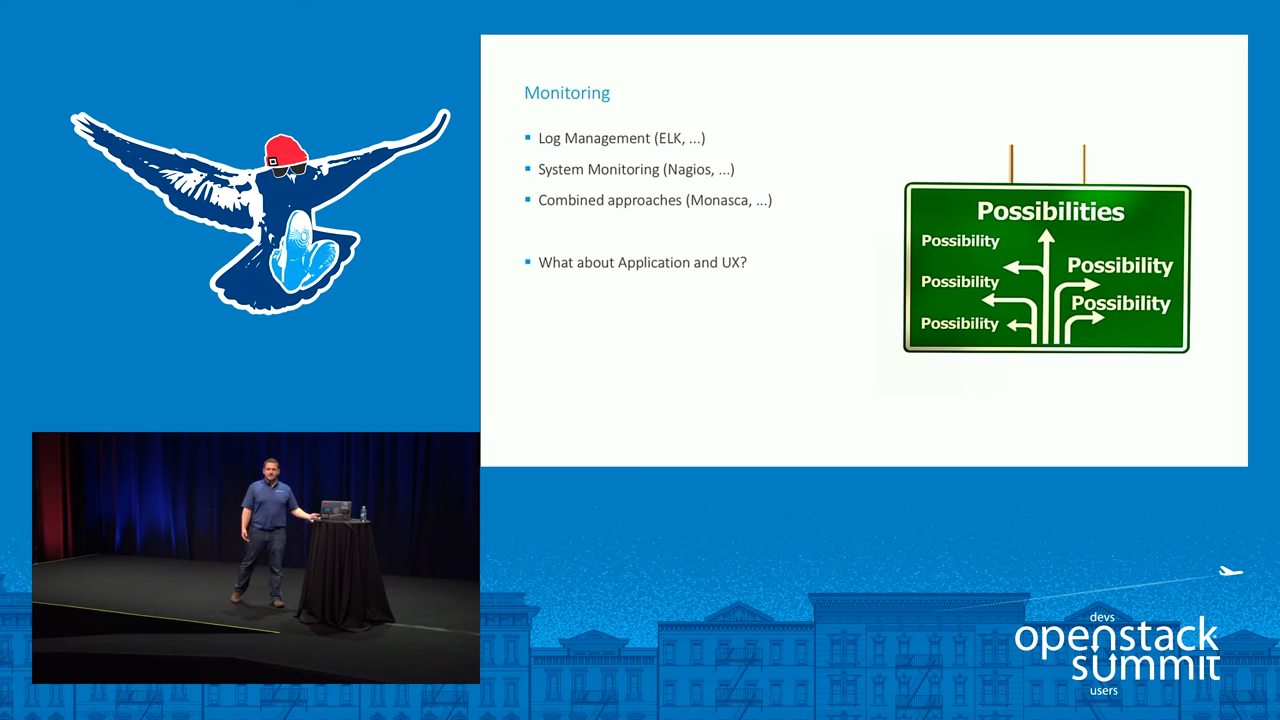 Monitoring
Log Management (ELK, ...)
System Monitoring (Nagios, ...)
Combined approaches (Monasca, ...)
What about Application and UX?
Possibilities
Possibility
Possibility
Possibility
Possibility
Possibility
devs
openstack
summit
users